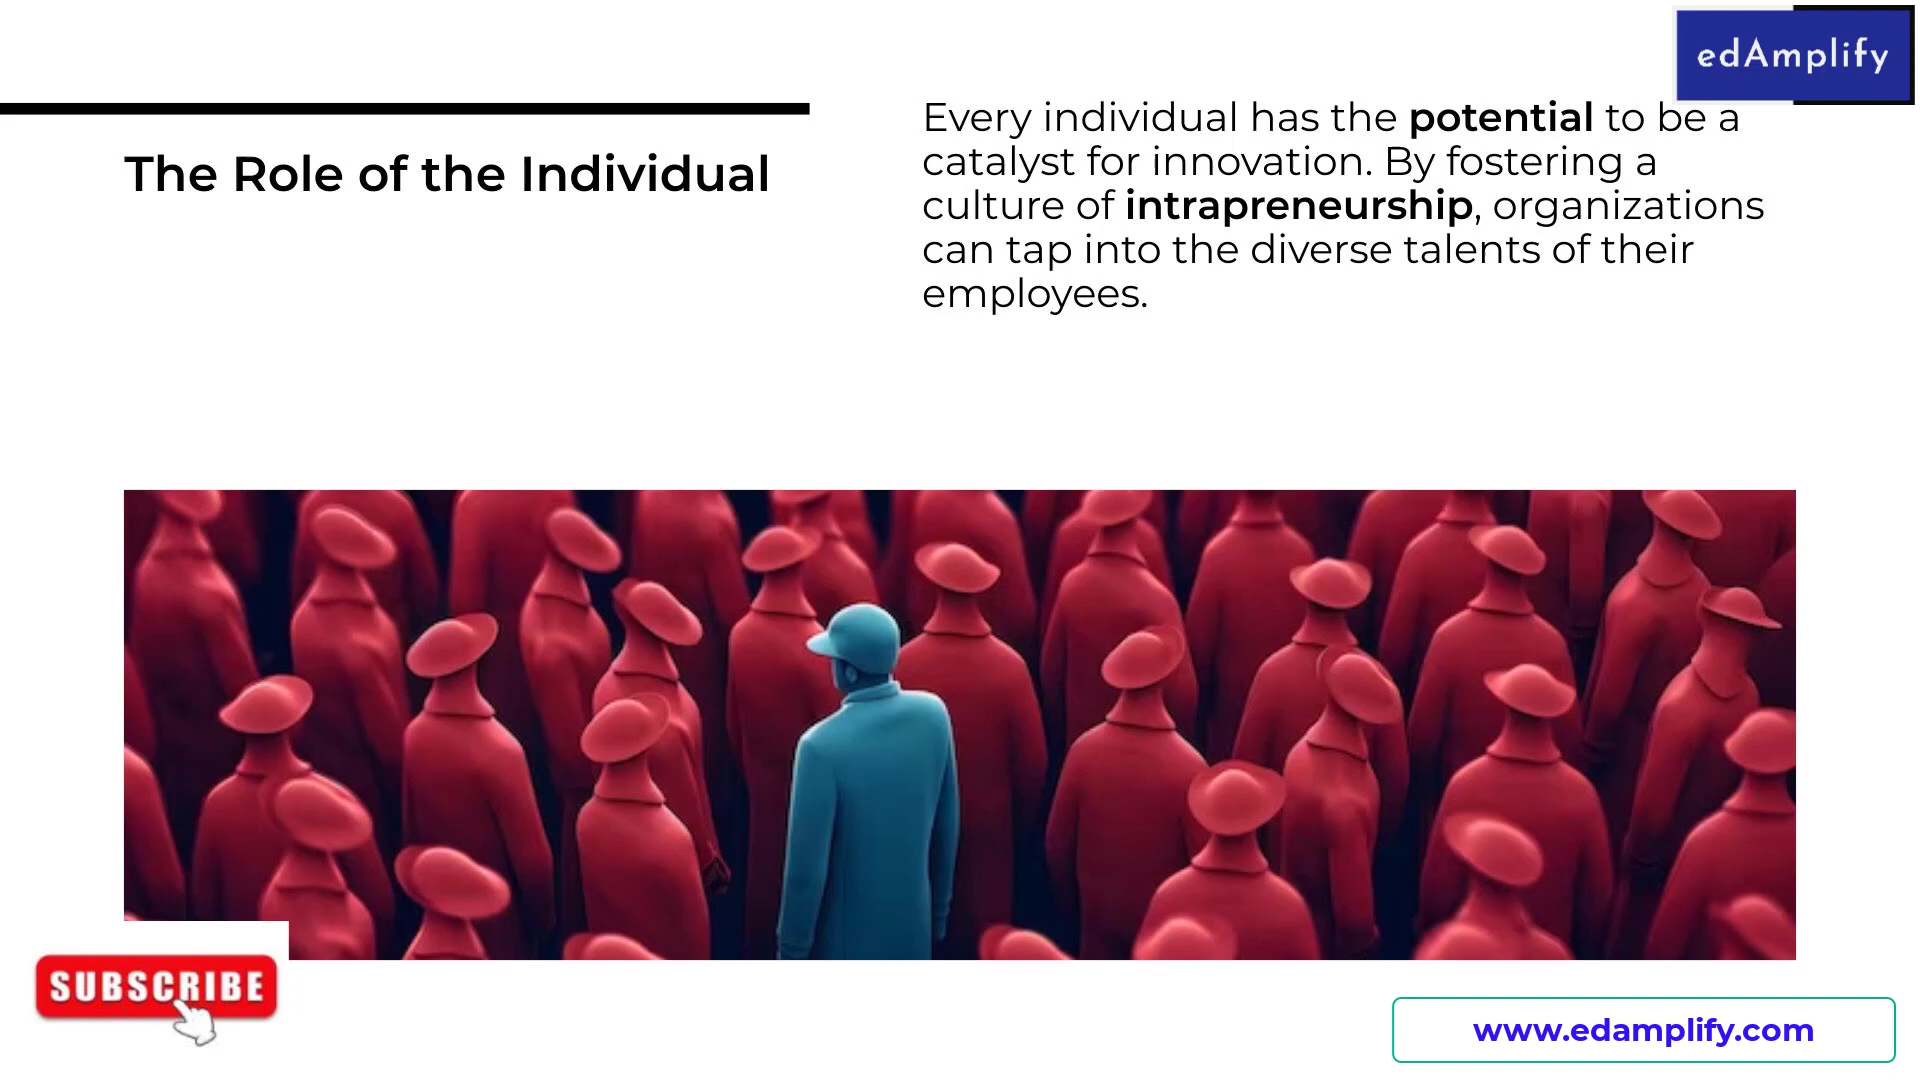 edAmplify
The Role of the Individual
Every individual has the potential to be a
catalyst for innovation. By fostering a
culture of intrapreneurship, organizations
can tap into the diverse talents of their
employees.
SUBSCRIBE
www.edamplify.com